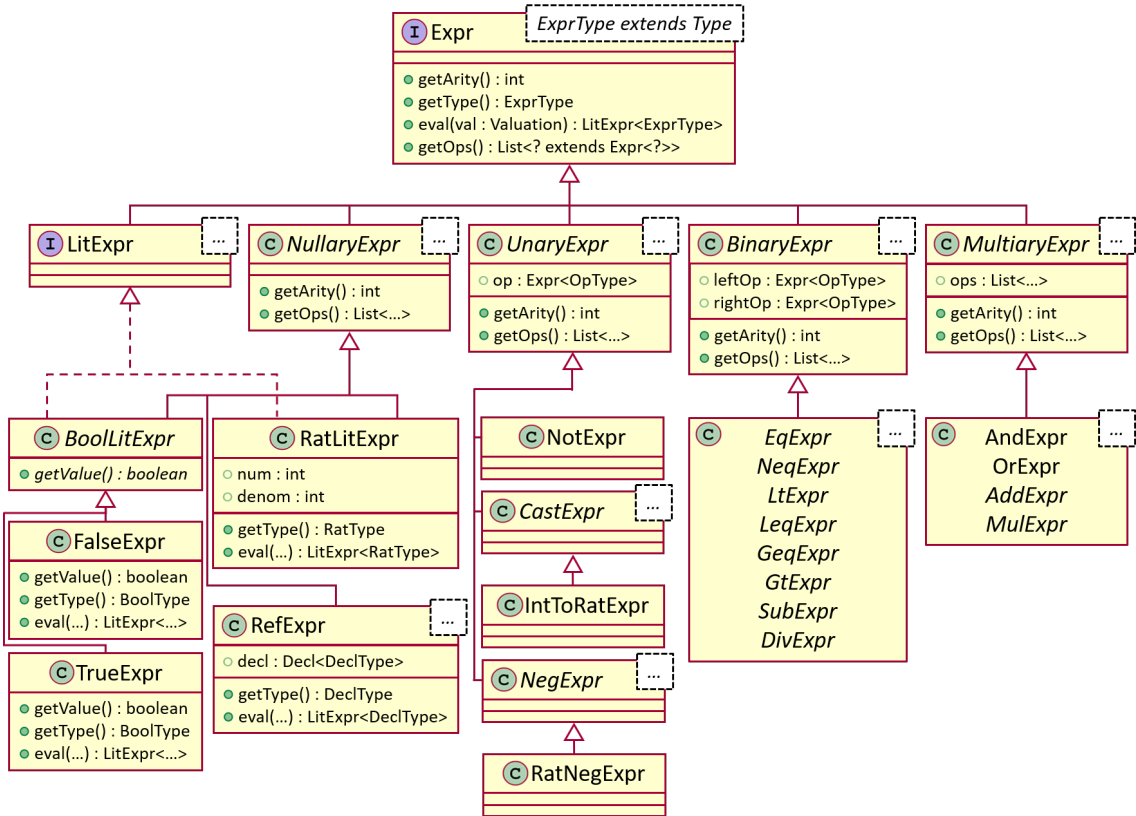 ExprType extends Type
I Expr
getArity() : int
getType() : ExprType
eval(val : Valuation) : LitExpr<ExprType>
getOps() : List<? extends Expr<?>>
I LitExpr
...
C NullaryExpr
...
getArity() : int
getOps() : List<...>
C UnaryExpr
...
op : Expr<OpType>
getArity() : int
getOps() : List<...>
C BinaryExpr
...
leftOp : Expr<OpType>
rightOp : Expr<OpType>
getArity() : int
getOps() : List<...>
C MultiaryExpr
...
ops : List<...>
getArity() : int
getOps() : List<...>
C BoolLitExpr
getValue() : boolean
C RatLitExpr
num : int
denom : int
getType() : RatType
eval(...) : LitExpr<RatType>
C FalseExpr
getValue() : boolean
getType() : BoolType
eval(...) : LitExpr<...>
C TrueExpr
getValue() : boolean
getType() : BoolType
eval(...) : LitExpr<...>
C RefExpr
...
decl : Decl<DeclType>
getType() : DeclType
eval(...) : LitExpr<DeclType>
C NotExpr
C CastExpr
...
C IntToRatExpr
C NegExpr
...
C RatNegExpr
C EqExpr
...
NeqExpr
LtExpr
LeqExpr
GeqExpr
GtExpr
SubExpr
DivExpr
C AndExpr
...
OrExpr
AddExpr
MulExpr